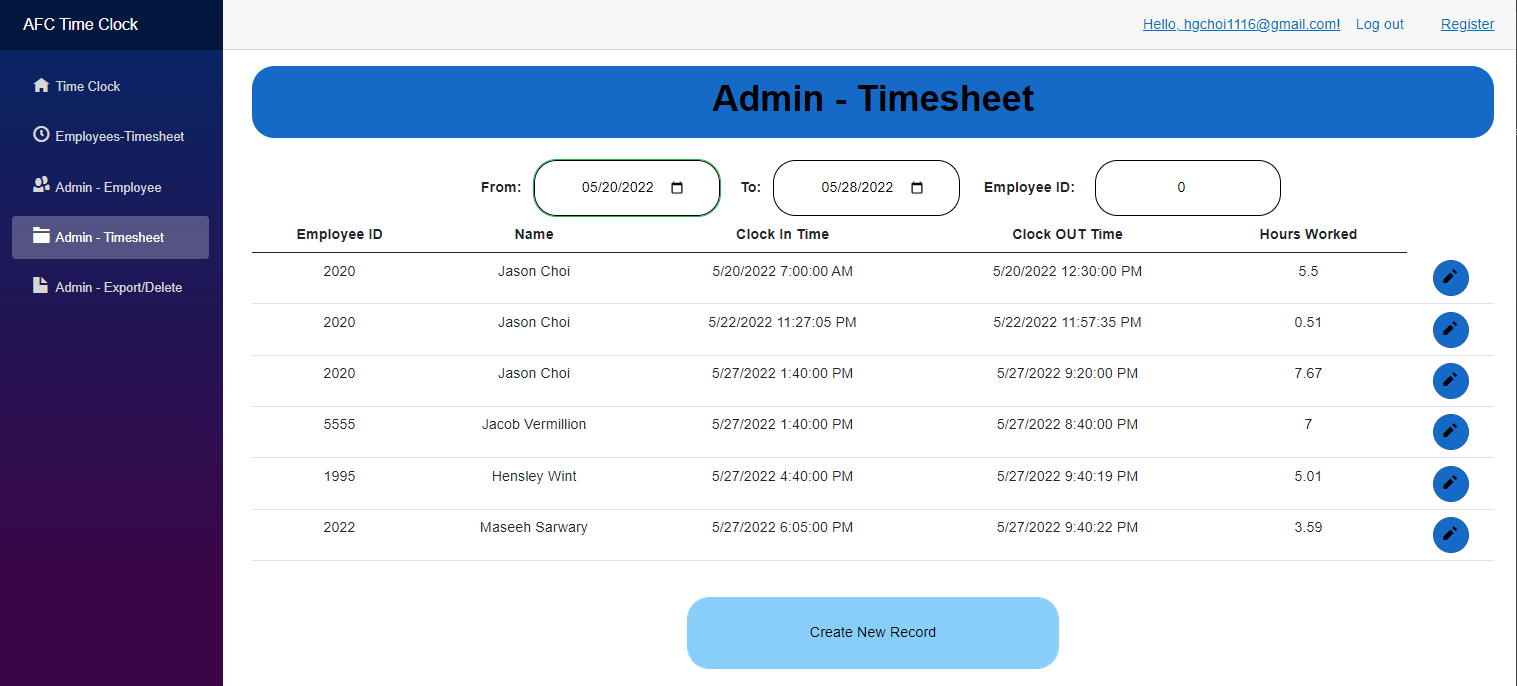 AFC Time Clock
Hello, hgchoi1116@gmail.com! Log out Register
Time Clock
Employees-Timesheet
Admin - Employee
Admin - Timesheet
Admin - Export/Delete
Admin - Timesheet
From: 05/20/2022 To: 05/28/2022 Employee ID: 0
Employee ID Name Clock In Time Clock OUT Time Hours Worked
2020 Jason Choi 5/20/2022 7:00:00 AM 5/20/2022 12:30:00 PM 5.5
2020 Jason Choi 5/22/2022 11:27:05 PM 5/22/2022 11:57:35 PM 0.51
2020 Jason Choi 5/27/2022 1:40:00 PM 5/27/2022 9:20:00 PM 7.67
5555 Jacob Vermillion 5/27/2022 1:40:00 PM 5/27/2022 8:40:00 PM 7
1995 Hensley Wint 5/27/2022 4:40:00 PM 5/27/2022 9:40:19 PM 5.01
2022 Maseeh Sarwary 5/27/2022 6:05:00 PM 5/27/2022 9:40:22 PM 3.59
Create New Record